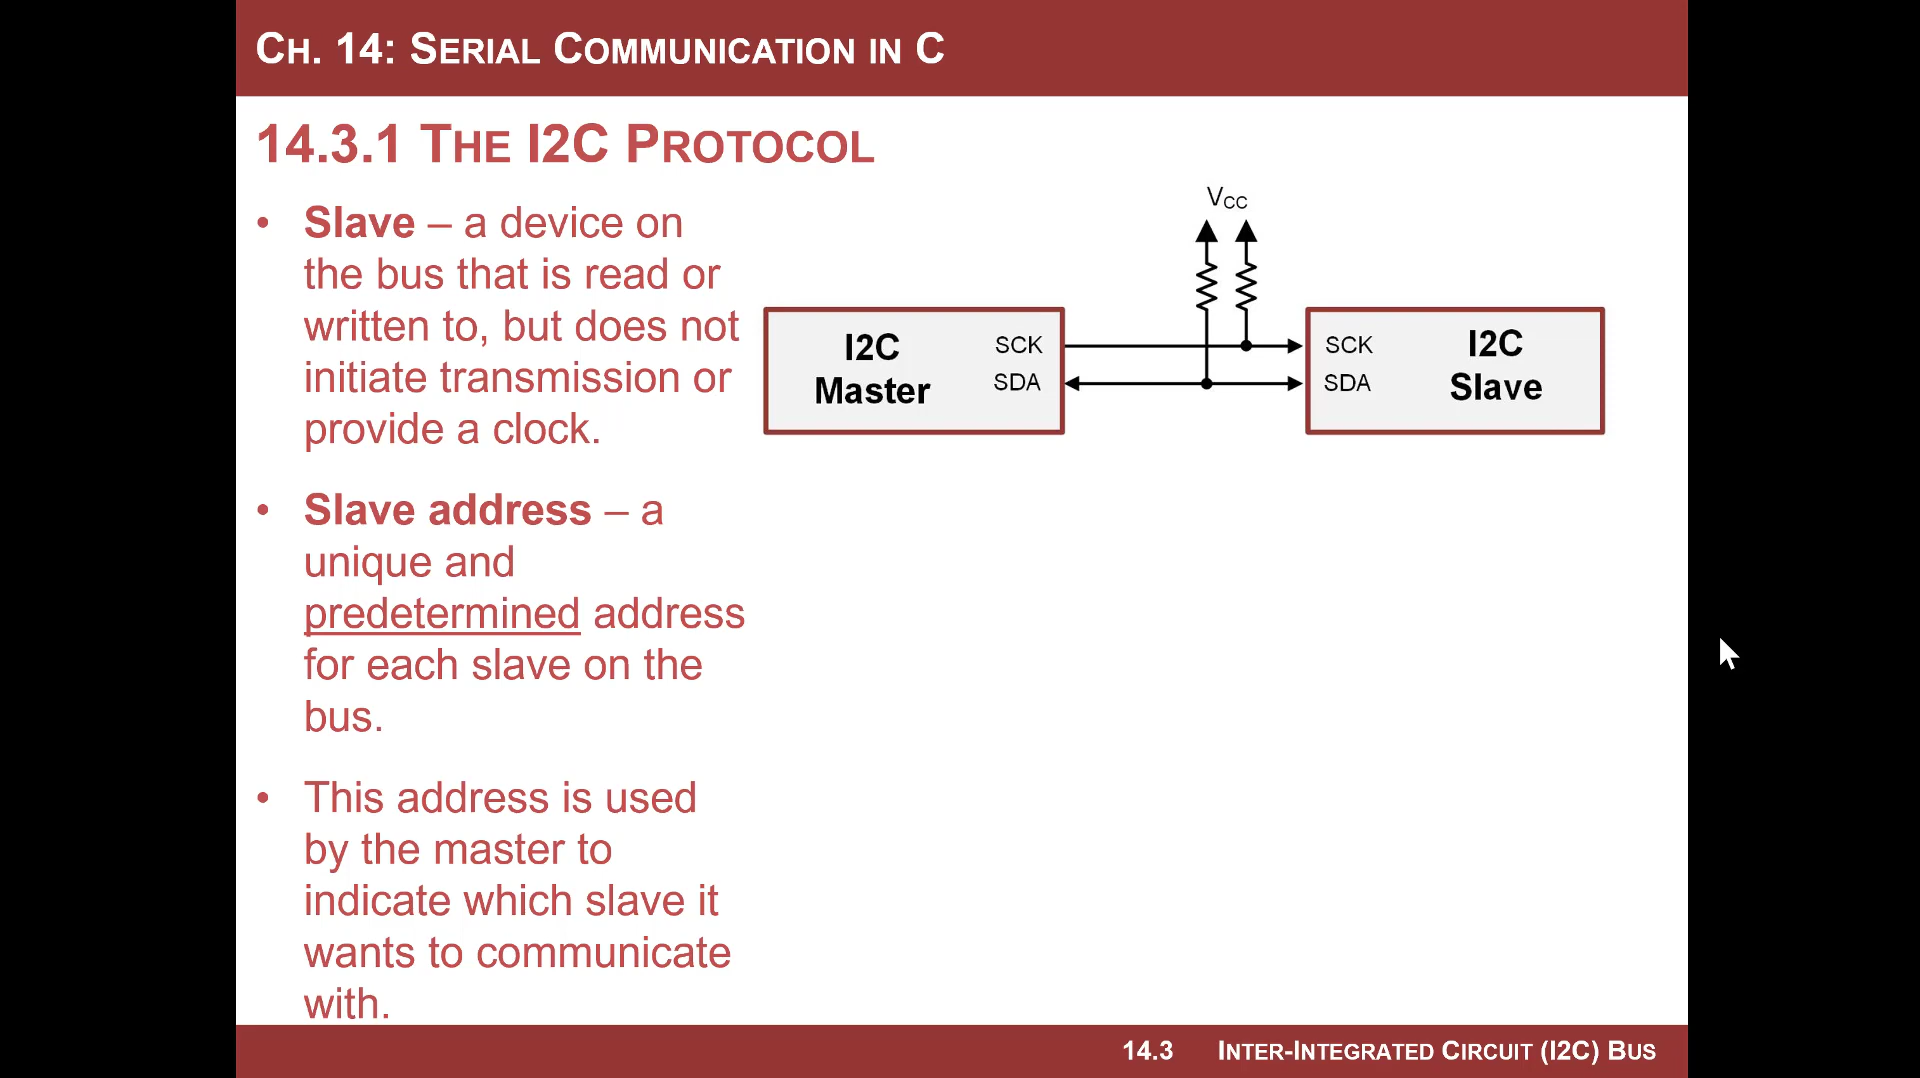 CH. 14: SERIAL COMMUNICATION IN C
14.3.1 THE I2C PROTOCOL
• Slave – a device on
the bus that is read or
written to, but does not
initiate transmission or
provide a clock.
• Slave address – a
unique and
predetermined address
for each slave on the
bus.
• This address is used
by the master to
indicate which slave it
wants to communicate
with.
VCC
I2C
Master
SCK
SDA
SCK
SDA
I2C
Slave
14.3 INTER-INTEGRATED CIRCUIT (I2C) BUS